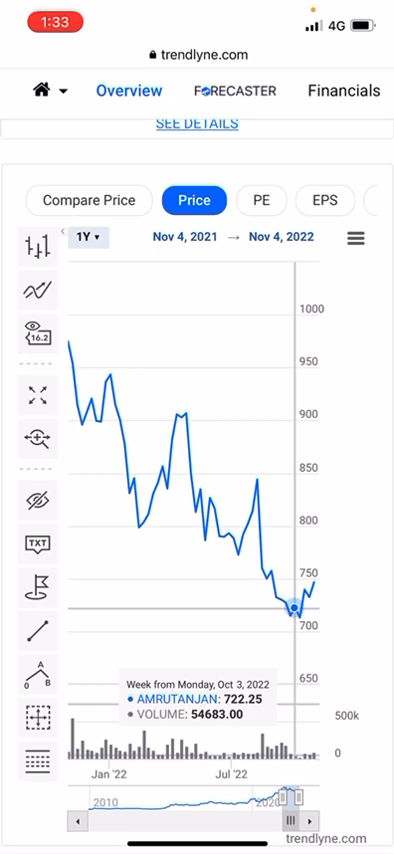 1:33
4G
trendlyne.com
Overview FORECASTER Financials
SEE DETAILS
Compare Price Price PE EPS
1Y ▾ Nov 4, 2021 → Nov 4, 2022
16.2
TXT
A
0 B
1000
950
900
850
800
750
700
650
Week from Monday, Oct 3, 2022
• AMRUTANJAN: 722.25
• VOLUME: 54683.00
500k
0
Jan '22 Jul '22
2010
trendlyne.com